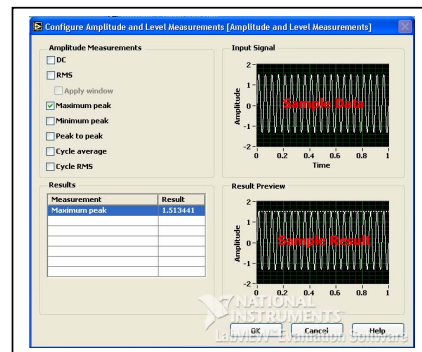 Configure Amplitude and Level Measurements [Amplitude and Level Measurements]
Amplitude Measurements
DC
RMS
Apply window
Maximum peak
Minimum peak
Peak to peak
Cycle average
Cycle RMS
Input Signal
Amplitude
2
1
0
-1
-2
Sample Data
0 0.2 0.4 0.6 0.8 1
Time
Results
Measurement Result
Maximum peak 1.513441
Result Preview
Amplitude
2
1
0
-1
-2
Sample Result
0 0.2 0.4 0.6 0.8 1
Time
NATIONAL
INSTRUMENTS
LabVIEW Evaluation Software
OK Cancel Help